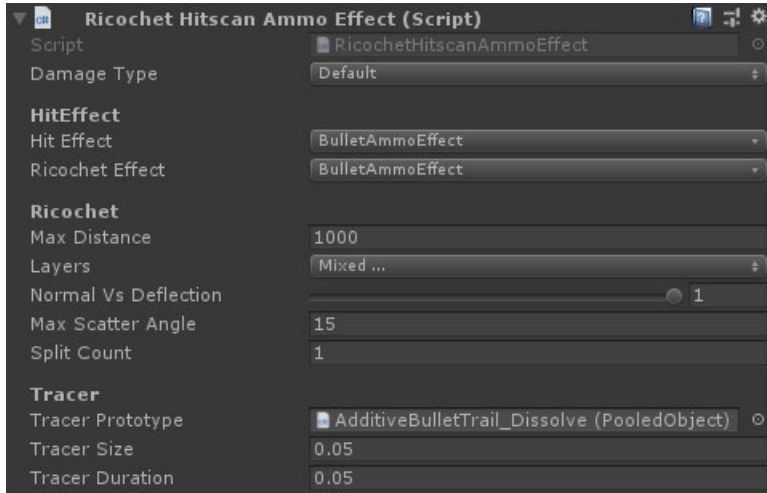 Ricochet Hitscan Ammo Effect (Script)
Script RicochetHitscanAmmoEffect
Damage Type Default
HitEffect
Hit Effect BulletAmmoEffect
Ricochet Effect BulletAmmoEffect
Ricochet
Max Distance 1000
Layers Mixed ...
Normal Vs Deflection 1
Max Scatter Angle 15
Split Count 1
Tracer
Tracer Prototype AdditiveBulletTrail_Dissolve (PooledObject)
Tracer Size 0.05
Tracer Duration 0.05